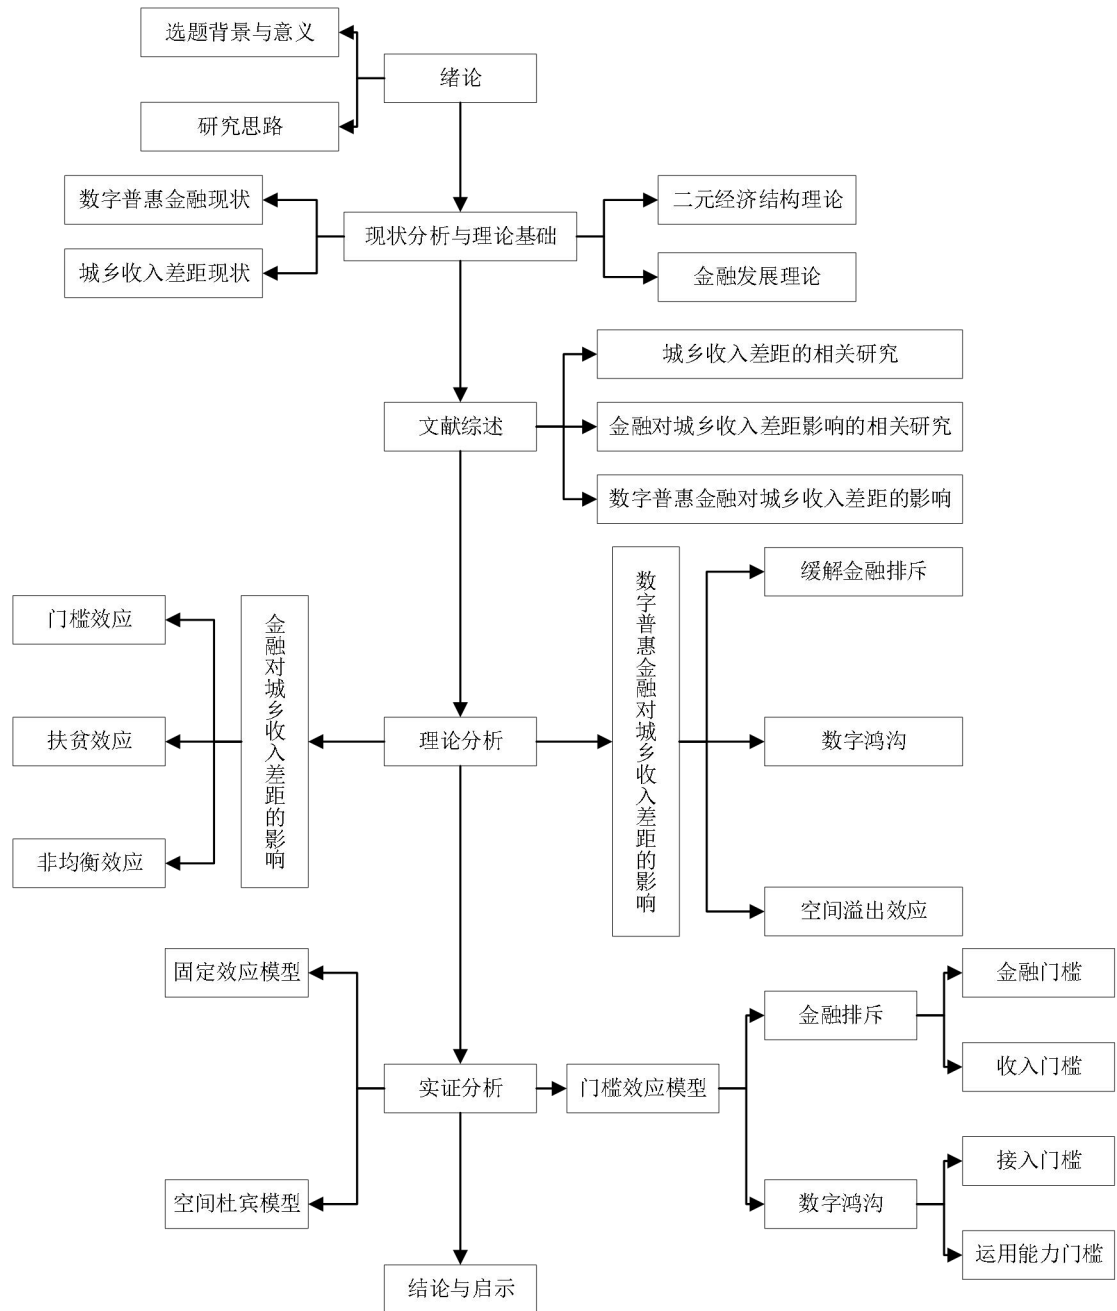 选题背景与意义
绪论
研究思路
数字普惠金融现状
二元经济结构理论
现状分析与理论基础
城乡收入差距现状
金融发展理论
城乡收入差距的相关研究
文献综述
金融对城乡收入差距影响的相关研究
数字普惠金融对城乡收入差距的影响
缓解金融排斥
门槛效应
金融对城乡收入差距的影响
数字普惠金融对城乡收入差距的影响
扶贫效应
理论分析
数字鸿沟
非均衡效应
空间溢出效应
固定效应模型
金融门槛
金融排斥
收入门槛
实证分析
门槛效应模型
接入门槛
空间杜宾模型
数字鸿沟
运用能力门槛
结论与启示